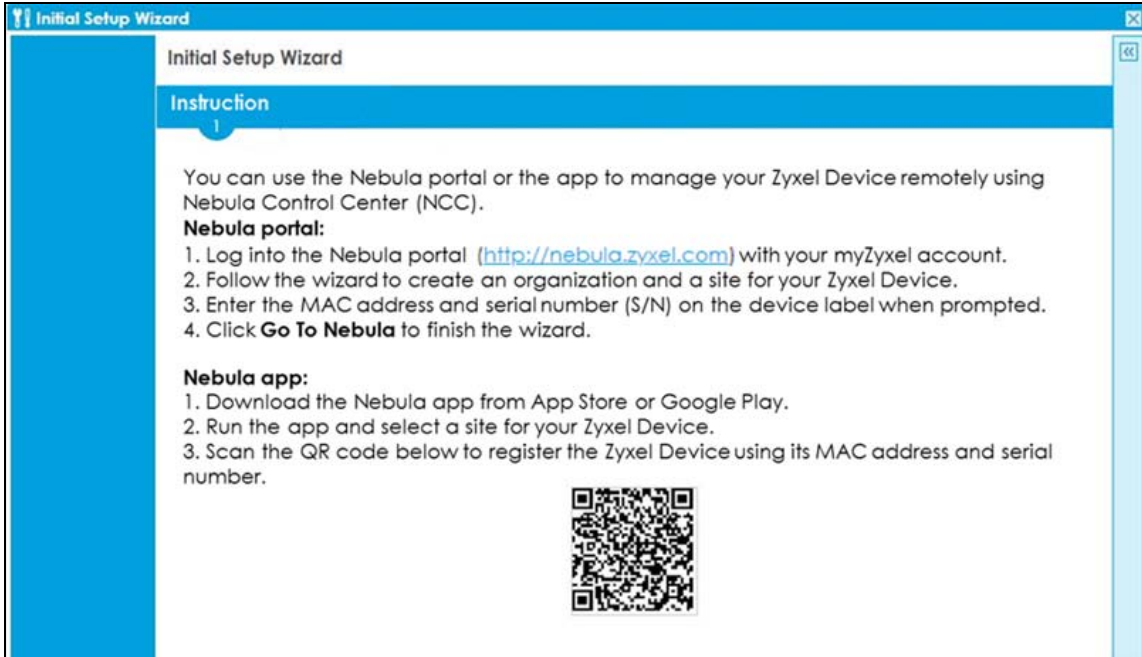 Initial Setup Wizard
Initial Setup Wizard
Instruction
1
You can use the Nebula portal or the app to manage your Zyxel Device remotely using
Nebula Control Center (NCC).
Nebula portal:
1. Log into the Nebula portal (http://nebula.zyxel.com) with your myZyxel account.
2. Follow the wizard to create an organization and a site for your Zyxel Device.
3. Enter the MAC address and serial number (S/N) on the device label when prompted.
4. Click Go To Nebula to finish the wizard.
Nebula app:
1. Download the Nebula app from App Store or Google Play.
2. Run the app and select a site for your Zyxel Device.
3. Scan the QR code below to register the Zyxel Device using its MAC address and serial
number.